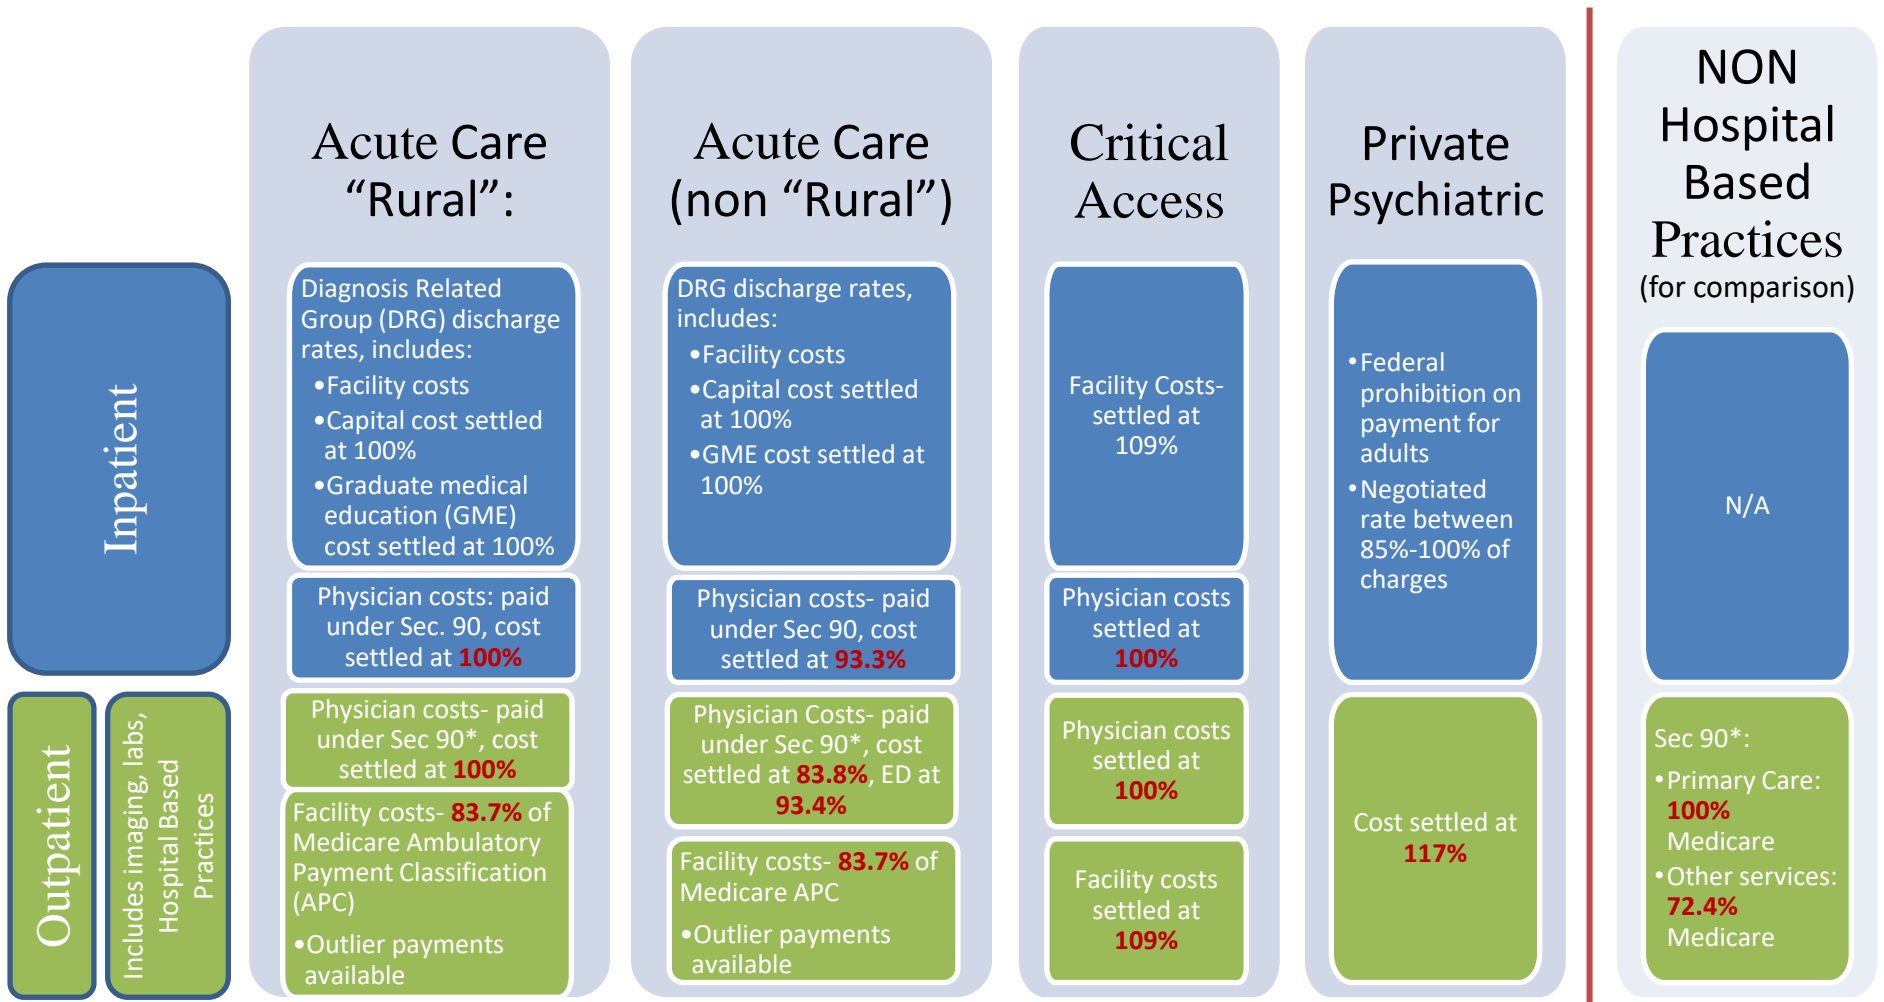 Acute Care
“Rural”:
Acute Care
(non “Rural”)
Critical
Access
Private
Psychiatric
NON
Hospital
Based
Practices
(for comparison)
Inpatient
Diagnosis Related
Group (DRG) discharge
rates, includes:
•Facility costs
•Capital cost settled
at 100%
•Graduate medical
education (GME)
cost settled at 100%
DRG discharge rates,
includes:
•Facility costs
•Capital cost settled
at 100%
•GME cost settled at
100%
Facility Costs-
settled at
109%
•Federal
prohibition on
payment for
adults
•Negotiated
rate between
85%-100% of
charges
N/A
Physician costs: paid
under Sec. 90, cost
settled at 100%
Physician costs- paid
under Sec 90, cost
settled at 93.3%
Physician costs
settled at
100%
Outpatient
Includes imaging, labs,
Hospital Based
Practices
Physician costs- paid
under Sec 90*, cost
settled at 100%
Physician Costs- paid
under Sec 90*, cost
settled at 83.8%, ED at
93.4%
Physician costs
settled at
100%
Cost settled at
117%
Sec 90*:
•Primary Care:
100%
Medicare
•Other services:
72.4%
Medicare
Facility costs- 83.7% of
Medicare Ambulatory
Payment Classification
(APC)
•Outlier payments
available
Facility costs- 83.7% of
Medicare APC
•Outlier payments
available
Facility costs
settled at
109%